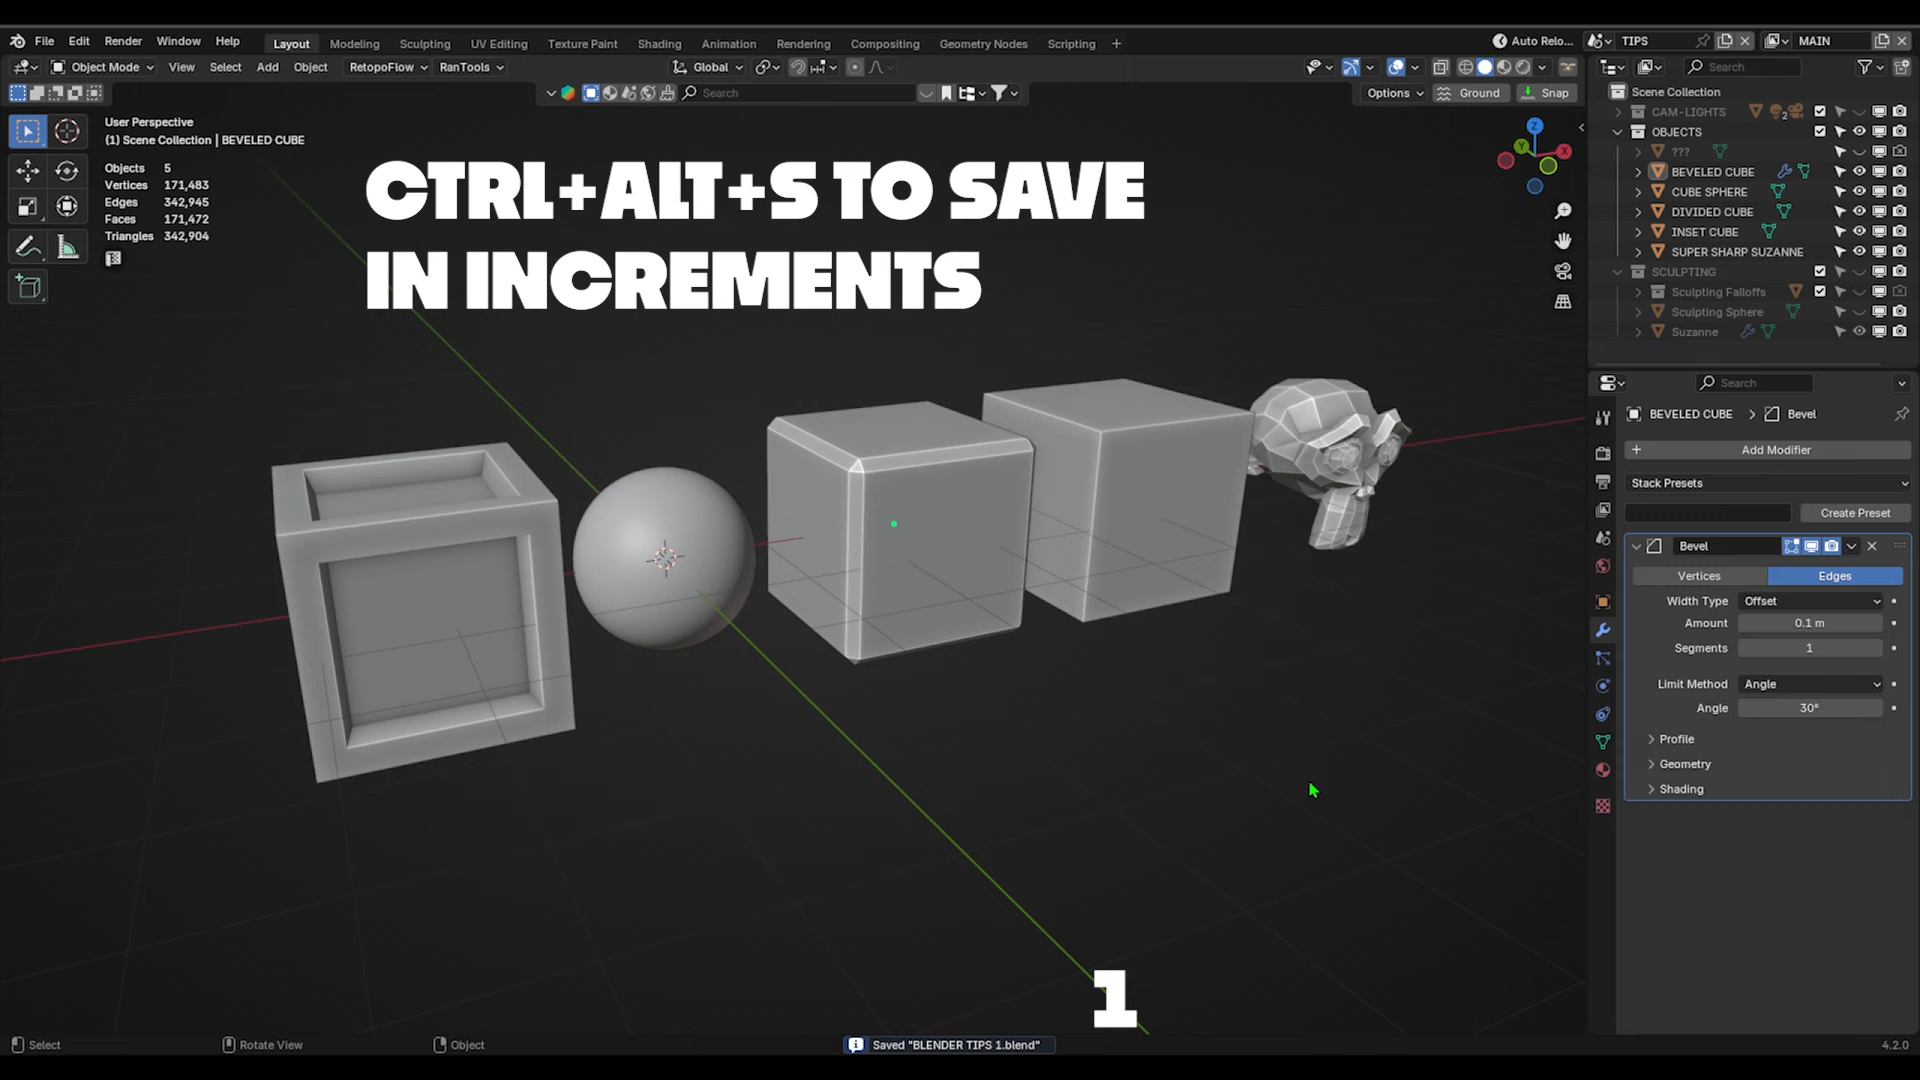 File Edit Render Window Help Layout Modeling Sculpting UV Editing Texture Paint Shading Animation Rendering Compositing Geometry Nodes Scripting + Auto Relo... TIPS MAIN
Object Mode View Select Add Object RetopoFlow RanTools Global Search
Search Options Ground Snap
Scene Collection
CAM-LIGHTS 2
OBJECTS
???
BEVELED CUBE
CUBE SPHERE
DIVIDED CUBE
INSET CUBE
SUPER SHARP SUZANNE
SCULPTING
Sculpting Falloffs
Sculpting Sphere
Suzanne
User Perspective
(1) Scene Collection | BEVELED CUBE
Objects 5
Vertices 171,483
Edges 342,945
Faces 171,472
Triangles 342,904
CTRL+ALT+S TO SAVE
IN INCREMENTS
Z
Y
X
Search
BEVELED CUBE > Bevel
+ Add Modifier
Stack Presets
Create Preset
Bevel
Vertices Edges
Width Type Offset
Amount 0.1 m
Segments 1
Limit Method Angle
Angle 30°
Profile
Geometry
Shading
1
Select Rotate View Object Saved "BLENDER TIPS 1.blend" 4.2.0